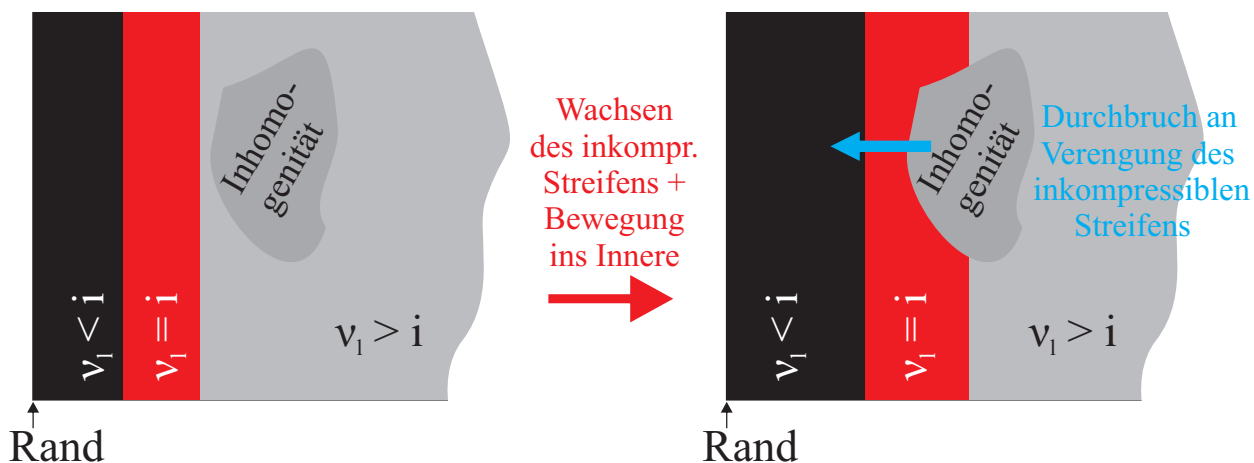 Inhomo-
genität
ν₁ < i
ν₁ = i
ν₁ > i
Rand
Wachsen
des inkompr.
Streifens +
Bewegung
ins Innere
Inhomo-
genität
Durchbruch an
Verengung des
inkompressiblen
Streifens
ν₁ < i
ν₁ = i
ν₁ > i
Rand